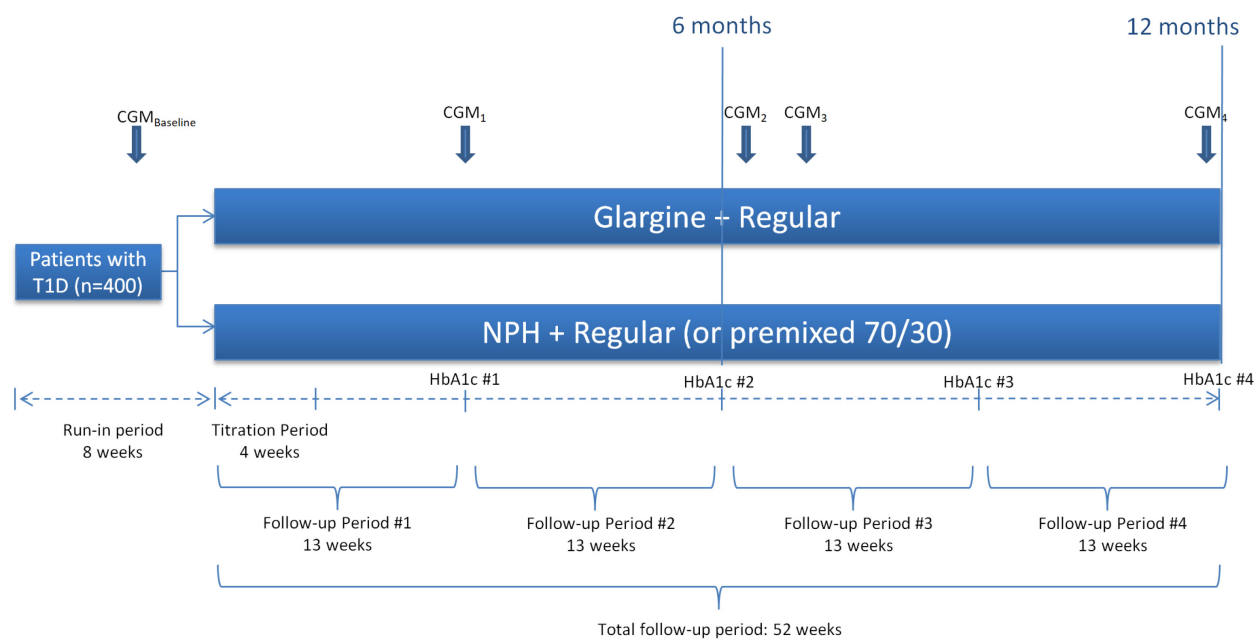 6 months
12 months
CGM Baseline
CGM1
CGM2
CGM3
CGM4
Glargine + Regular
Patients with
T1D (n=400)
NPH + Regular (or premixed 70/30)
HbA1c #1
HbA1c #2
HbA1c #3
HbA1c #4
Run-in period
8 weeks
Titration Period
4 weeks
Follow-up Period #1
13 weeks
Follow-up Period #2
13 weeks
Follow-up Period #3
13 weeks
Follow-up Period #4
13 weeks
Total follow-up period: 52 weeks